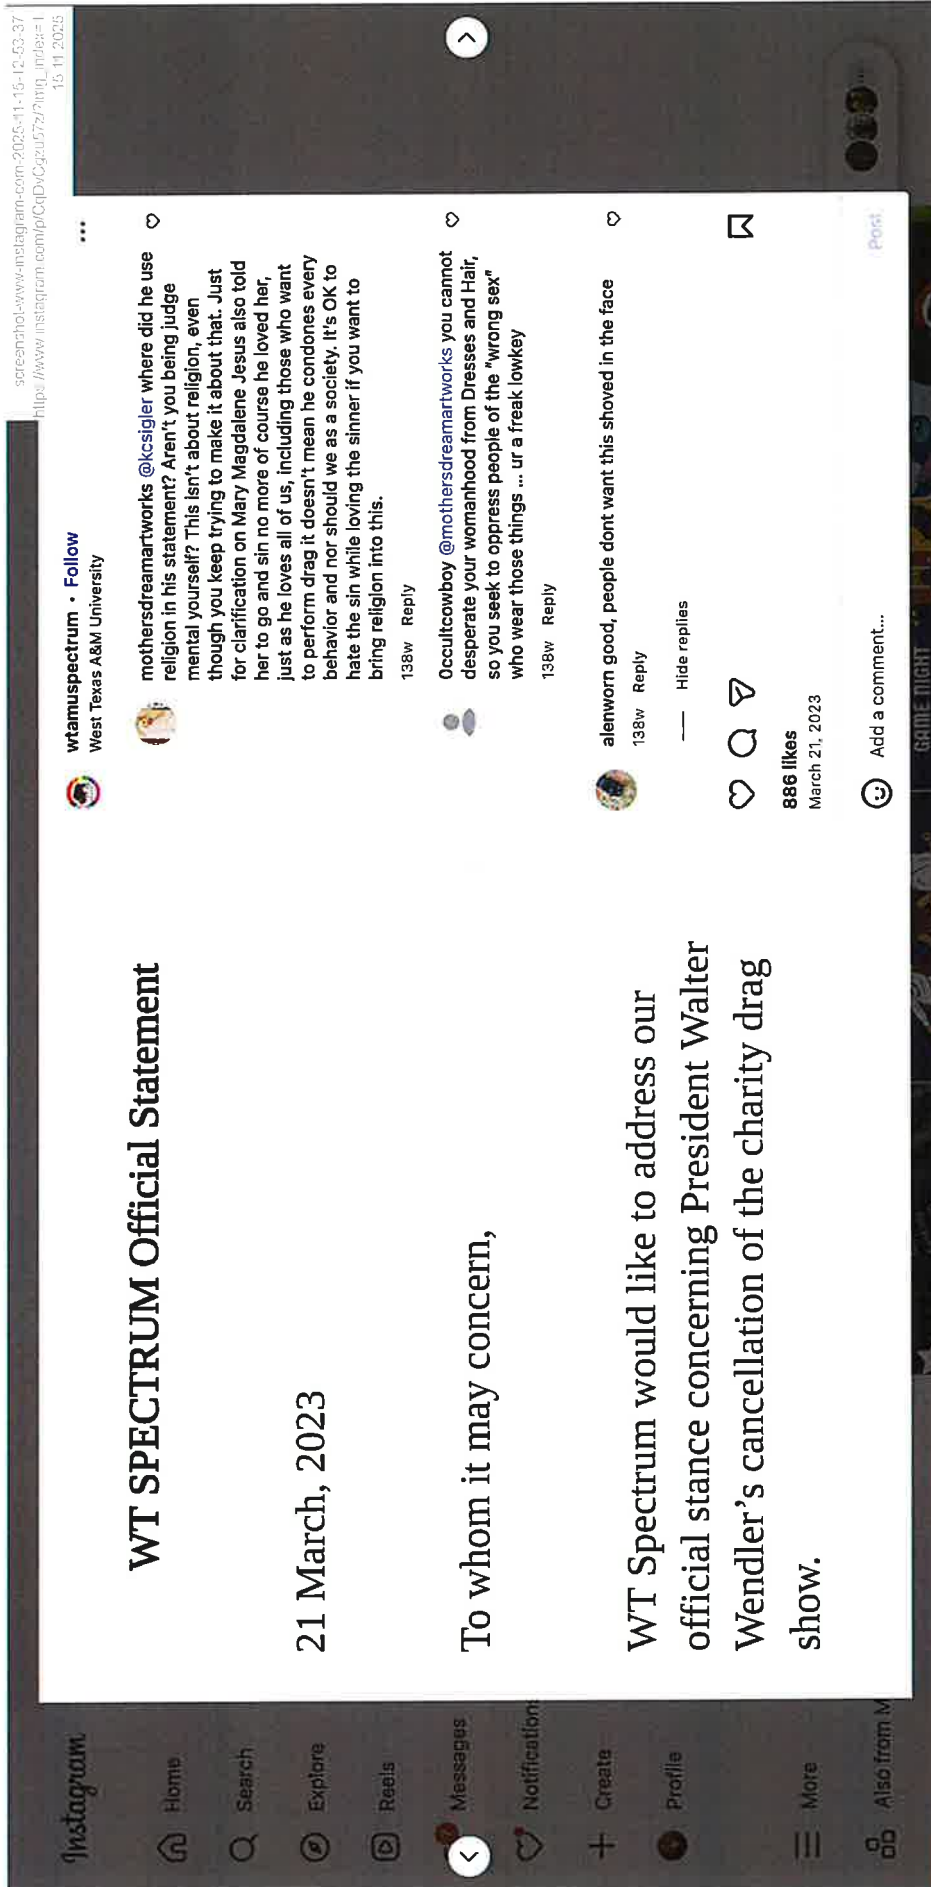 screenshot-www-instagram-com-2025-11-15-12-53-37
https://www.instagram.com/p/CqDvCgzu57z/?img_index=1
15.11.2025
Instagram
Home
Search
Explore
Reels
Messages
Notification
Create
Profile
More
Also from M
WT SPECTRUM Official Statement
21 March, 2023
To whom it may concern,
WT Spectrum would like to address our
official stance concerning President Walter
Wendler's cancellation of the charity drag
show.
wtamuspectrum • Follow
West Texas A&M University
mothersdreamartworks @kcsigler where did he use
religion in his statement? Aren't you being judge
mental yourself? This isn't about religion, even
though you keep trying to make it about that. Just
for clarification on Mary Magdalene Jesus also told
her to go and sin no more of course he loved her,
just as he loves all of us, including those who want
to perform drag it doesn't mean he condones every
behavior and nor should we as a society. It's OK to
hate the sin while loving the sinner if you want to
bring religion into this.
138w Reply
0ccultcowboy @mothersdreamartworks you cannot
desperate your womanhood from Dresses and Hair,
so you seek to oppress people of the "wrong sex"
who wear those things ... ur a freak lowkey
138w Reply
alenworn good, people dont want this shoved in the face
138w Reply
Hide replies
886 likes
March 21, 2023
Add a comment...
Post
GAME NIGHT